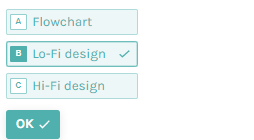 A Flowchart
B Lo-Fi design
C Hi-Fi design
OK